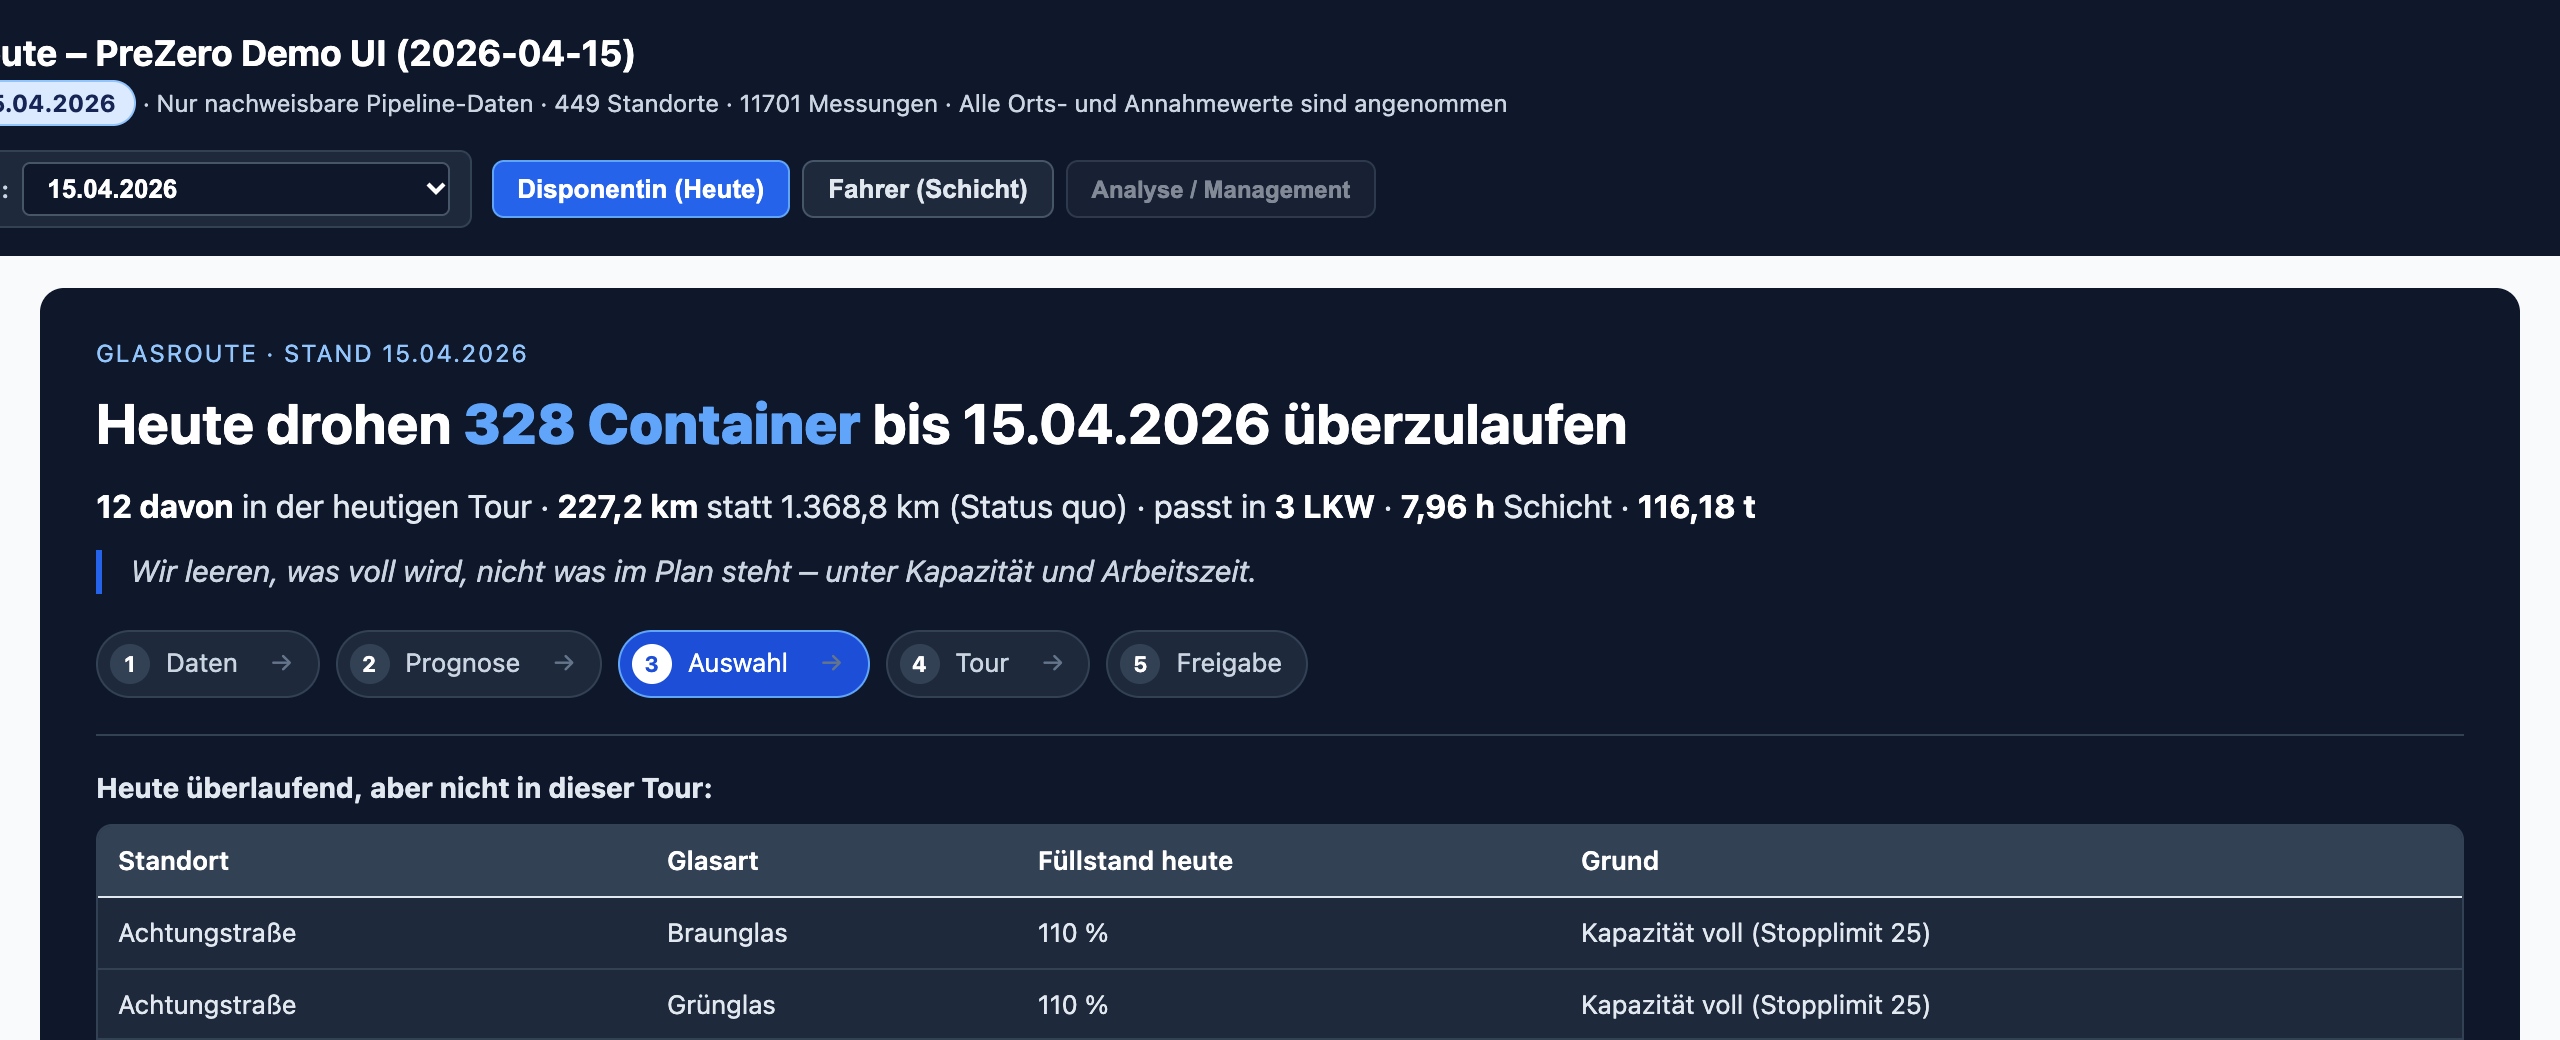 ute – PreZero Demo UI (2026-04-15)
5.04.2026 · Nur nachweisbare Pipeline-Daten · 449 Standorte · 11701 Messungen · Alle Orts- und Annahmewerte sind angenommen
: 15.04.2026 Disponentin (Heute) Fahrer (Schicht) Analyse / Management
GLASROUTE · STAND 15.04.2026
Heute drohen 328 Container bis 15.04.2026 überzulaufen
12 davon in der heutigen Tour · 227,2 km statt 1.368,8 km (Status quo) · passt in 3 LKW · 7,96 h Schicht · 116,18 t
Wir leeren, was voll wird, nicht was im Plan steht – unter Kapazität und Arbeitszeit.
1 Daten → 2 Prognose → 3 Auswahl → 4 Tour → 5 Freigabe
Heute überlaufend, aber nicht in dieser Tour:
Standort Glasart Füllstand heute Grund
Achtungstraße Braunglas 110 % Kapazität voll (Stopplimit 25)
Achtungstraße Grünglas 110 % Kapazität voll (Stopplimit 25)